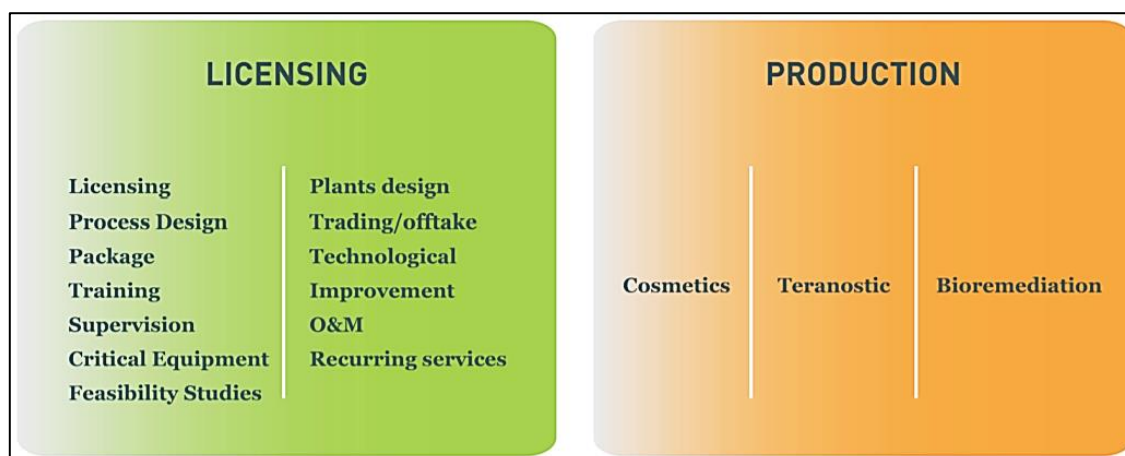 LICENSING
Licensing
Process Design
Package
Training
Supervision
Critical Equipment
Feasibility Studies
Plants design
Trading/offtake
Technological
Improvement
O&M
Recurring services
PRODUCTION
Cosmetics
Teranostic
Bioremediation